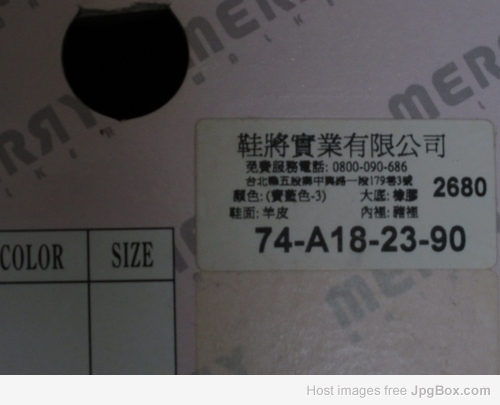 MERRY
WALK
鞋將實業有限公司
免費服務電話: 0800-090-686
台北縣五股鄉中興路一段179巷3號
顏色:(寶藍色-3) 大底: 橡膠 2680
鞋面: 羊皮 內裡: 豬裡
74-A18-23-90
COLOR SIZE
MERRY
Host images free JpgBox.com